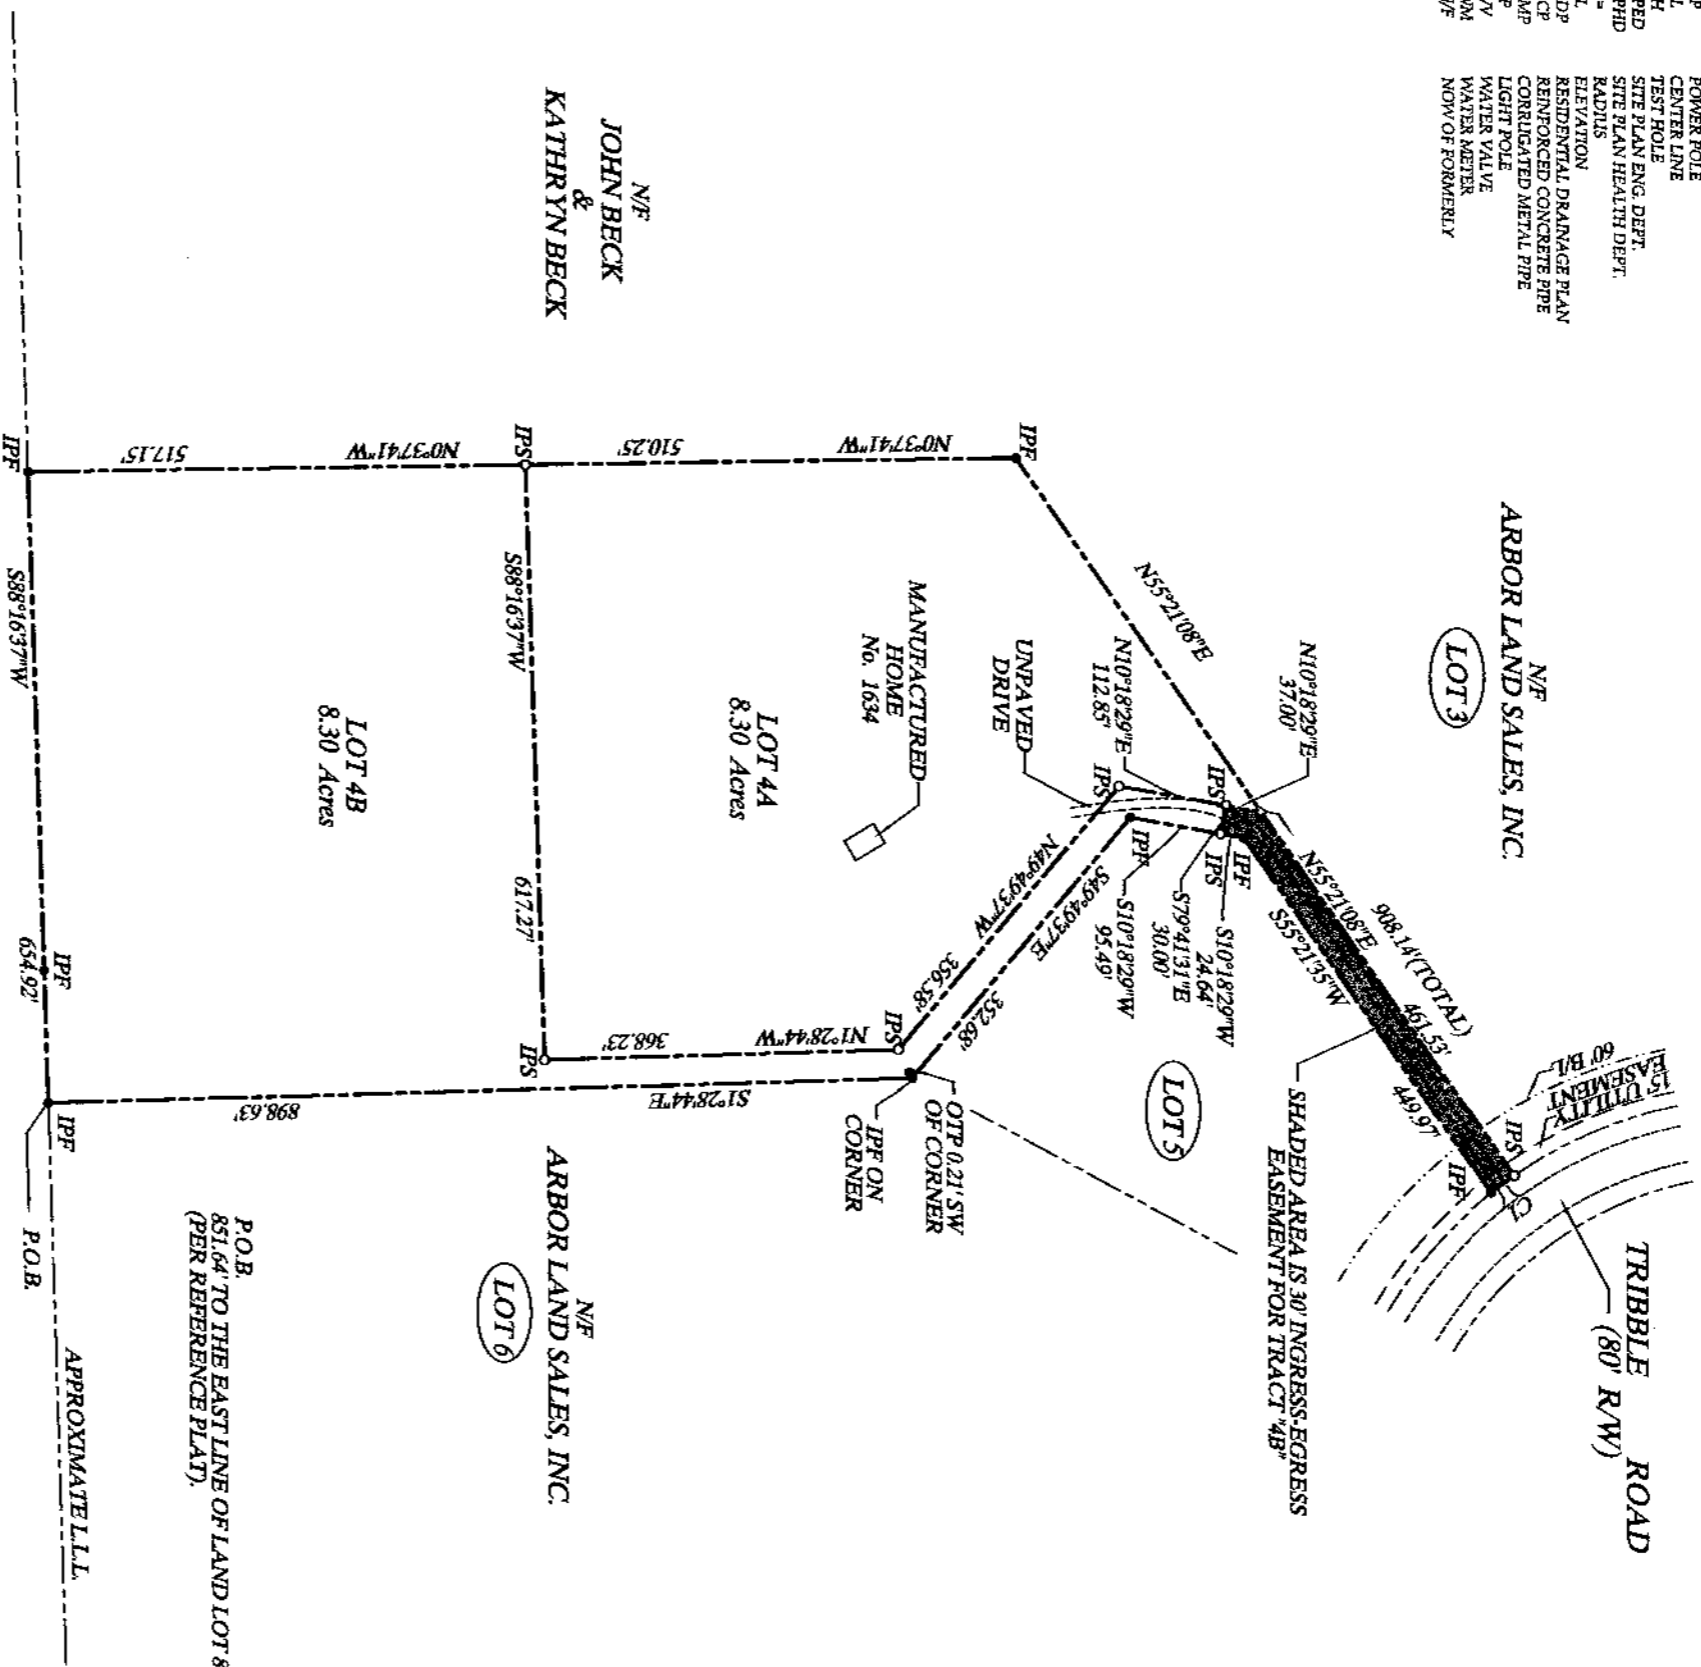 POWER POLE
CENTER LINE
TEST HOLE
SITE PLAN ENG. DEPT.
SITE PLAN HEALTH DEPT.
RADIUS
ELEVATION
RESIDENTIAL DRAINAGE PLAN
REINFORCED CONCRETE PIPE
CORRUGATED METAL PIPE
LIGHT POLE
WATER VALVE
WATER METER
NOW OF FORMERLY
N/F
JOHN BECK
&
KATHRYN BECK
N/F
ARBOR LAND SALES, INC.
LOT 3
TRIBBLE ROAD
(80' R/W)
15' UTILITY
EASEMENT
60' B/L
IPS
IPF
C1
908.14'(TOTAL)
N55°21'08"E
461.53'
S55°21'35"W
449.97'
SHADED AREA IS 30' INGRESS-EGRESS
EASEMENT FOR TRACT "4B"
N10°18'29"E
37.00'
N55°21'08"E
IPF
IPS
IPF
IPS
S10°18'29"W
24.64'
S79°41'31"E
30.00'
S10°18'29"W
95.49'
N10°18'29"E
112.85'
IPS
IPF
UNPAVED
DRIVE
LOT 5
MANUFACTURED
HOME
No. 1634
N49°49'37"W
356.58'
S49°49'37"E
352.68'
OTP 0.21' SW
OF CORNER
IPF ON
CORNER
IPS
N0°37'41"W
510.25'
LOT 4A
8.30 Acres
N1°28'44"W
368.23'
IPS
S88°16'37"W
617.27'
IPS
N0°37'41"W
517.15'
LOT 4B
8.30 Acres
S1°28'44"E
898.63'
N/F
ARBOR LAND SALES, INC.
LOT 6
IPF
S88°16'37"W
IPF
654.92'
IPF
P.O.B.
P.O.B.
851.64' TO THE EAST LINE OF LAND LOT
(PER REFERENCE PLAT).
APPROXIMATE L.L.L.